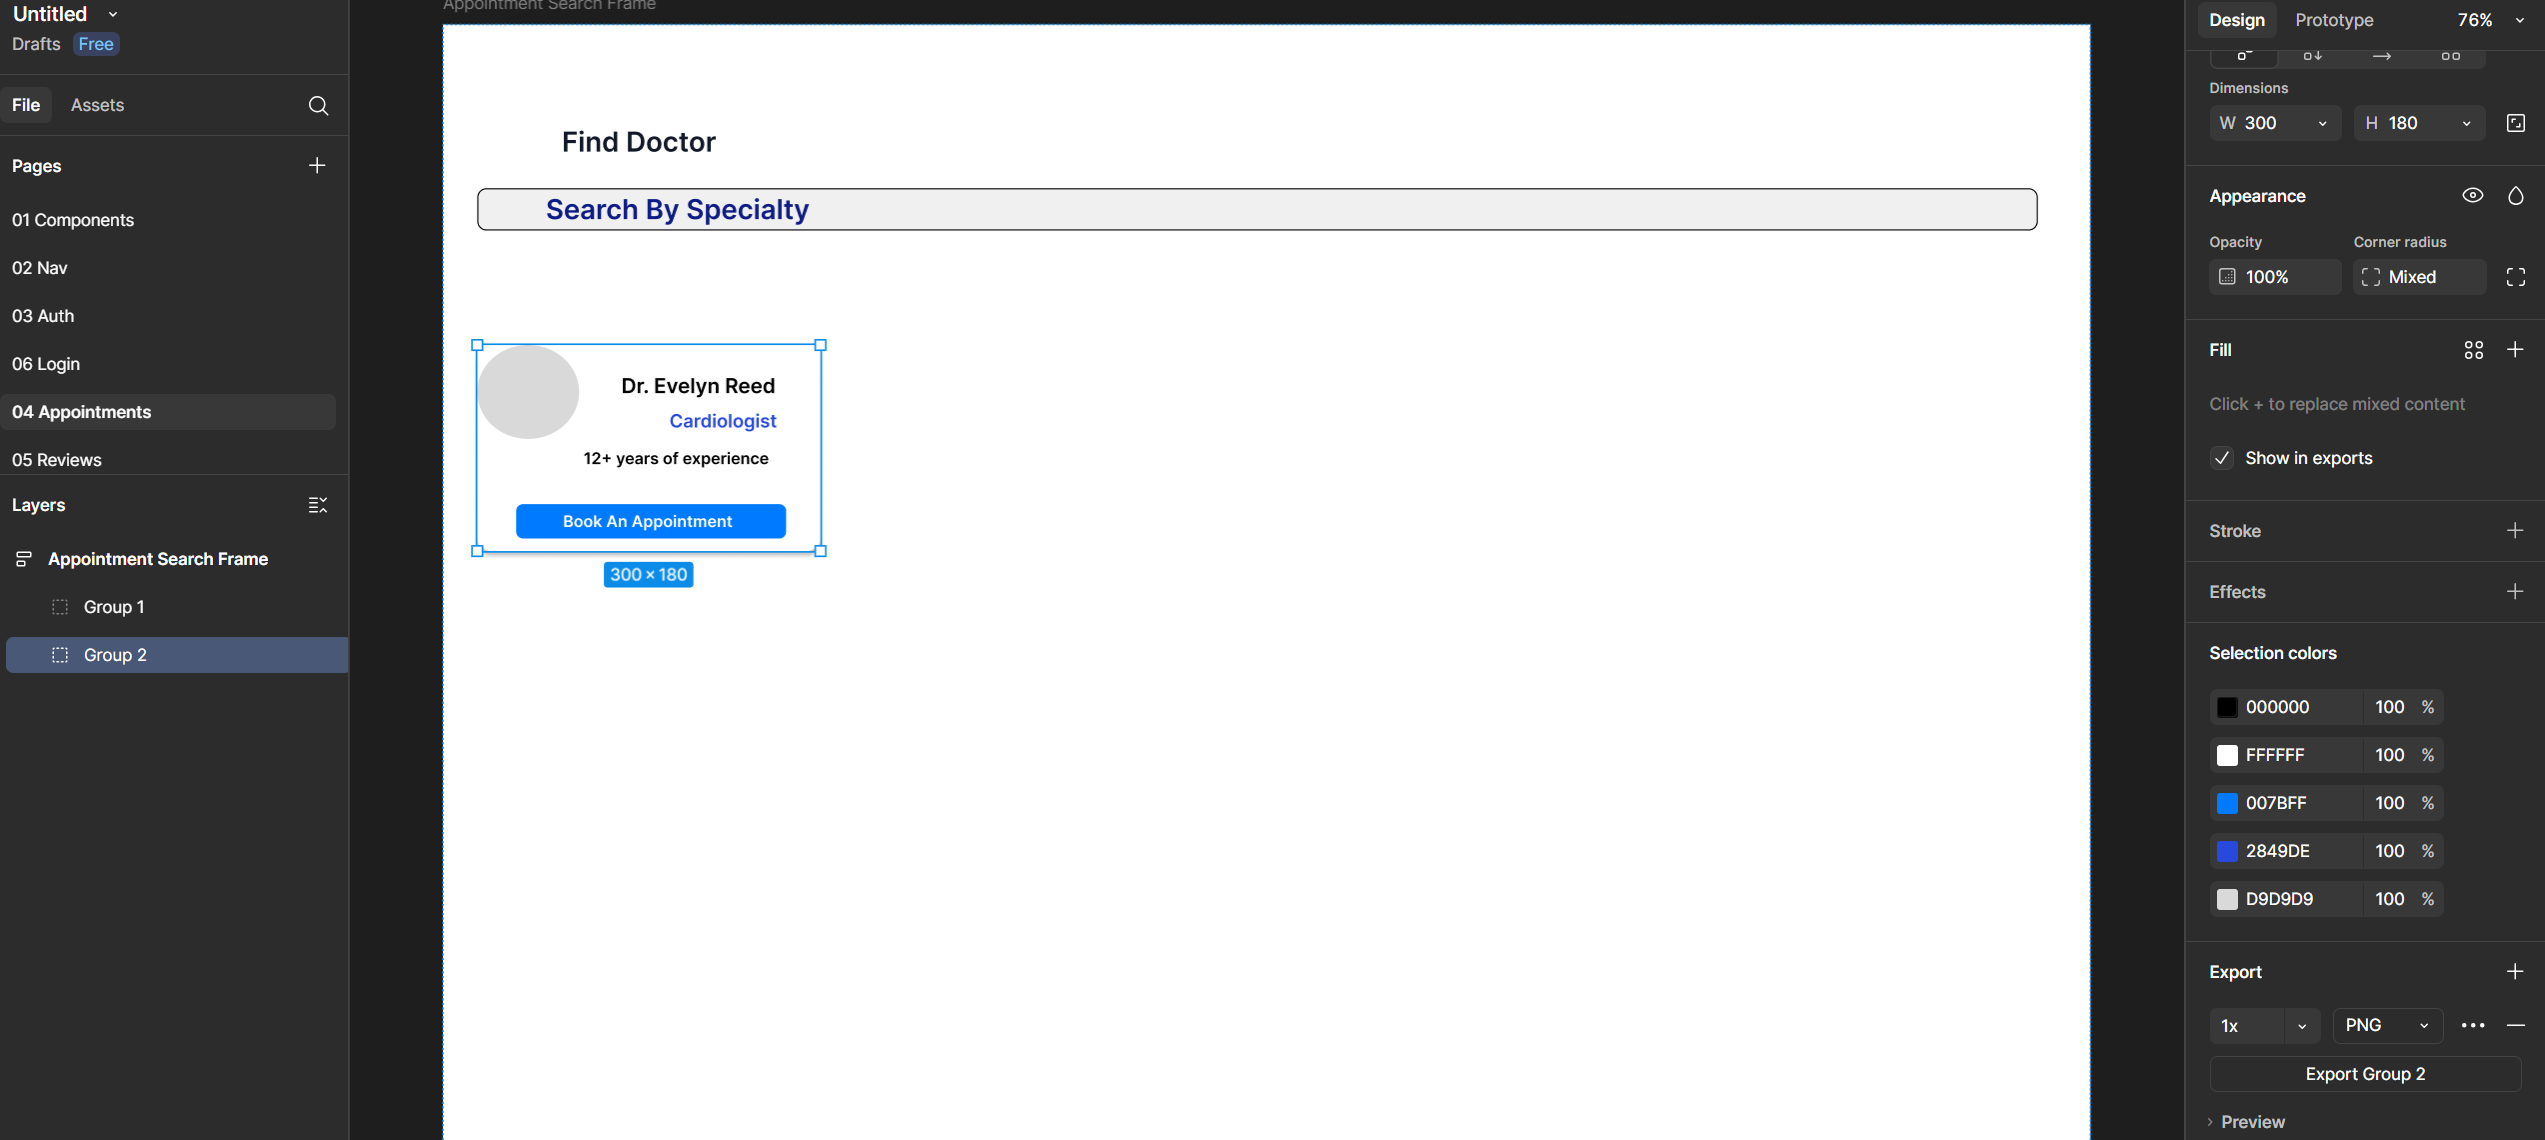 Untitled
Drafts Free
File Assets
Pages
01 Components
02 Nav
03 Auth
06 Login
04 Appointments
05 Reviews
Layers
Appointment Search Frame
Group 1
Group 2
Appointment Search Frame
Find Doctor
Search By Specialty
Dr. Evelyn Reed
Cardiologist
12+ years of experience
Book An Appointment
300 × 180
Design Prototype 76%
Dimensions
W 300 H 180
Appearance
Opacity Corner radius
100% Mixed
Fill
Click + to replace mixed content
Show in exports
Stroke
Effects
Selection colors
000000 100 %
FFFFFF 100 %
007BFF 100 %
2849DE 100 %
D9D9D9 100 %
Export
1x PNG
Export Group 2
Preview